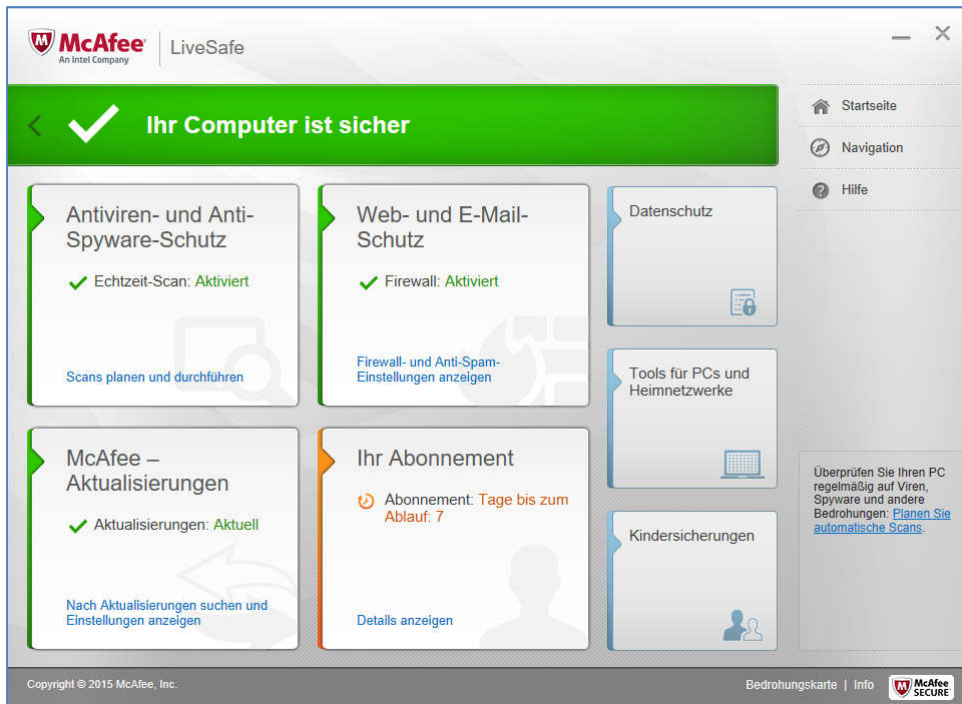 McAfee
An Intel Company
LiveSafe
Ihr Computer ist sicher
Startseite
Navigation
Hilfe
Antiviren- und Anti-
Spyware-Schutz
Echtzeit-Scan: Aktiviert
Scans planen und durchführen
Web- und E-Mail-
Schutz
Firewall: Aktiviert
Firewall- und Anti-Spam-
Einstellungen anzeigen
Datenschutz
Tools für PCs und
Heimnetzwerke
McAfee –
Aktualisierungen
Aktualisierungen: Aktuell
Nach Aktualisierungen suchen und
Einstellungen anzeigen
Ihr Abonnement
Abonnement: Tage bis zum
Ablauf: 7
Details anzeigen
Kindersicherungen
Überprüfen Sie Ihren PC
regelmäßig auf Viren,
Spyware und andere
Bedrohungen: Planen Sie
automatische Scans.
Copyright © 2015 McAfee, Inc.
Bedrohungskarte | Info
McAfee
SECURE